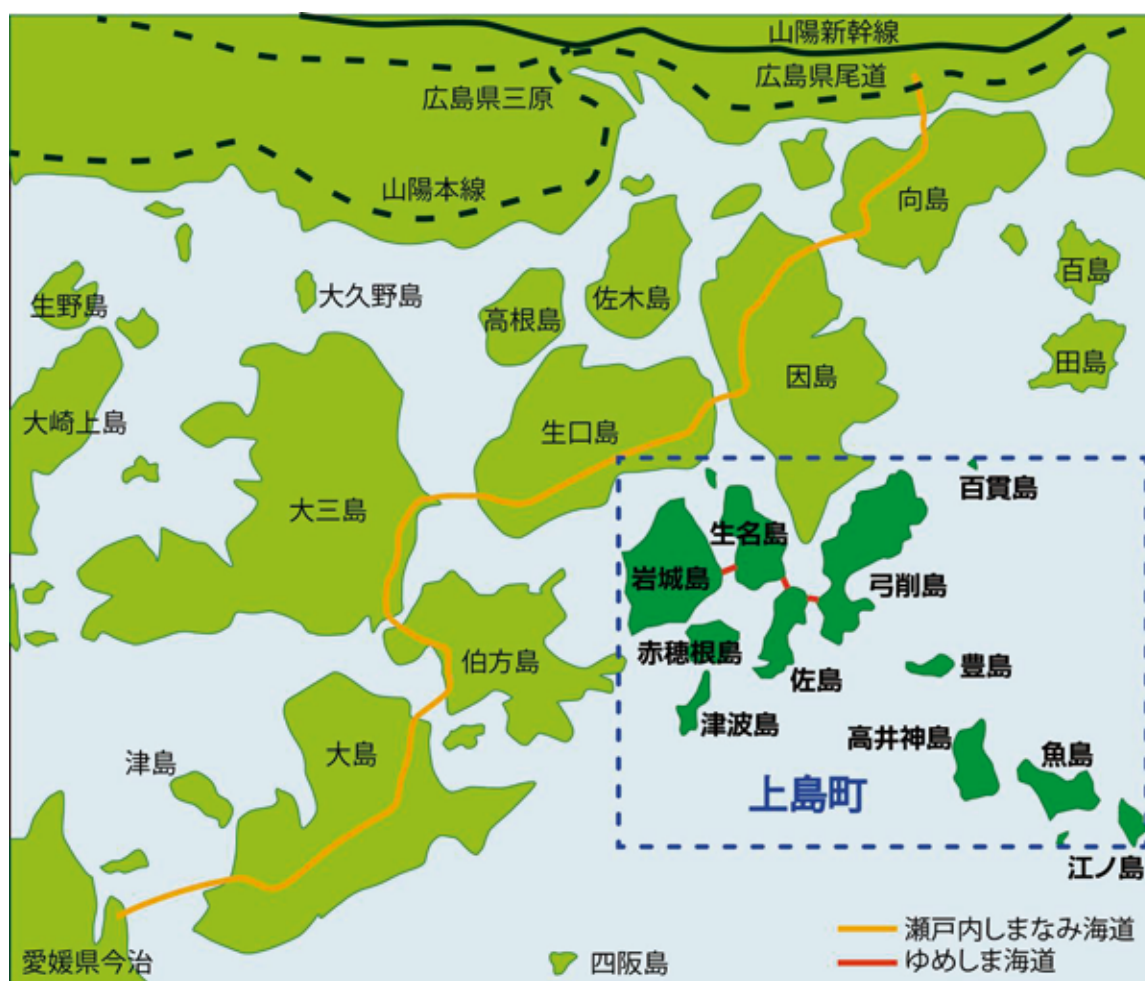 山陽新幹線
広島県尾道
広島県三原
山陽本線
向島
百島
生野島
大久野島
高根島
佐木島
田島
因島
大崎上島
生口島
大三島
百貫島
生名島
岩城島
弓削島
赤穂根島
伯方島
佐島
豊島
津波島
高井神島
魚島
大島
津島
上島町
江ノ島
瀬戸内しまなみ海道
ゆめしま海道
愛媛県今治
四阪島